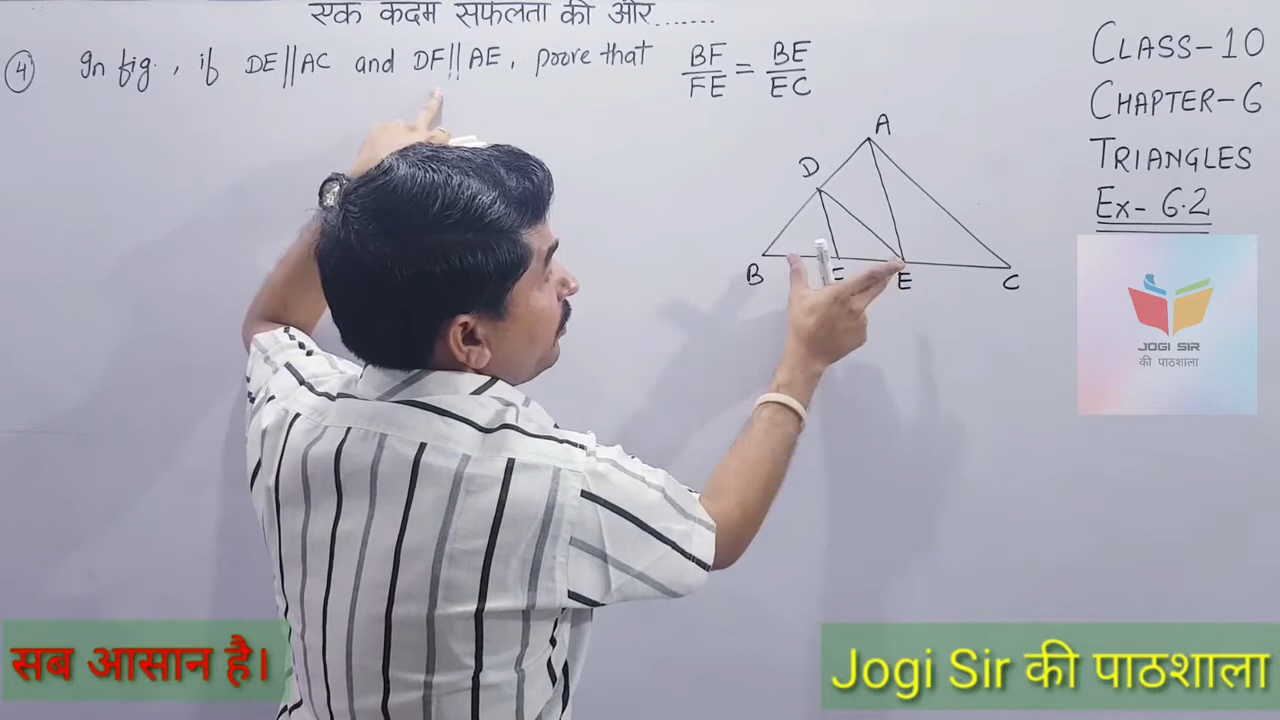 एक कदम सफलता की ओर.......
④ In fig., if DE||AC and DF||AE, prove that BF/FE = BE/EC
CLASS-10
CHAPTER-6
TRIANGLES
Ex- 6.2
A
D
B
E
C
JOGI SIR
की पाठशाला
सब आसान है।
Jogi Sir की पाठशाला